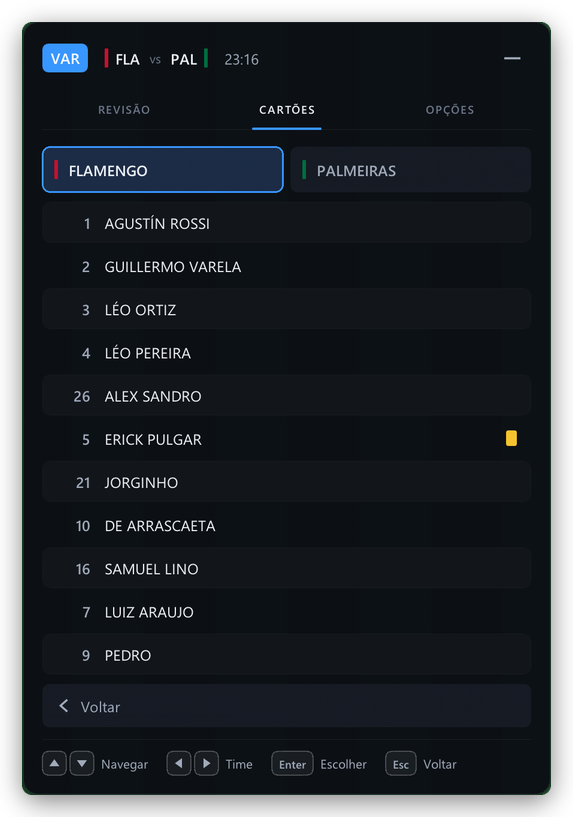 VAR FLA vs PAL 23:16
REVISÃO CARTÕES OPÇÕES
FLAMENGO PALMEIRAS
1 AGUSTÍN ROSSI
2 GUILLERMO VARELA
3 LÉO ORTIZ
4 LÉO PEREIRA
26 ALEX SANDRO
5 ERICK PULGAR
21 JORGINHO
10 DE ARRASCAETA
16 SAMUEL LINO
7 LUIZ ARAUJO
9 PEDRO
Voltar
Navegar Time Enter Escolher Esc Voltar